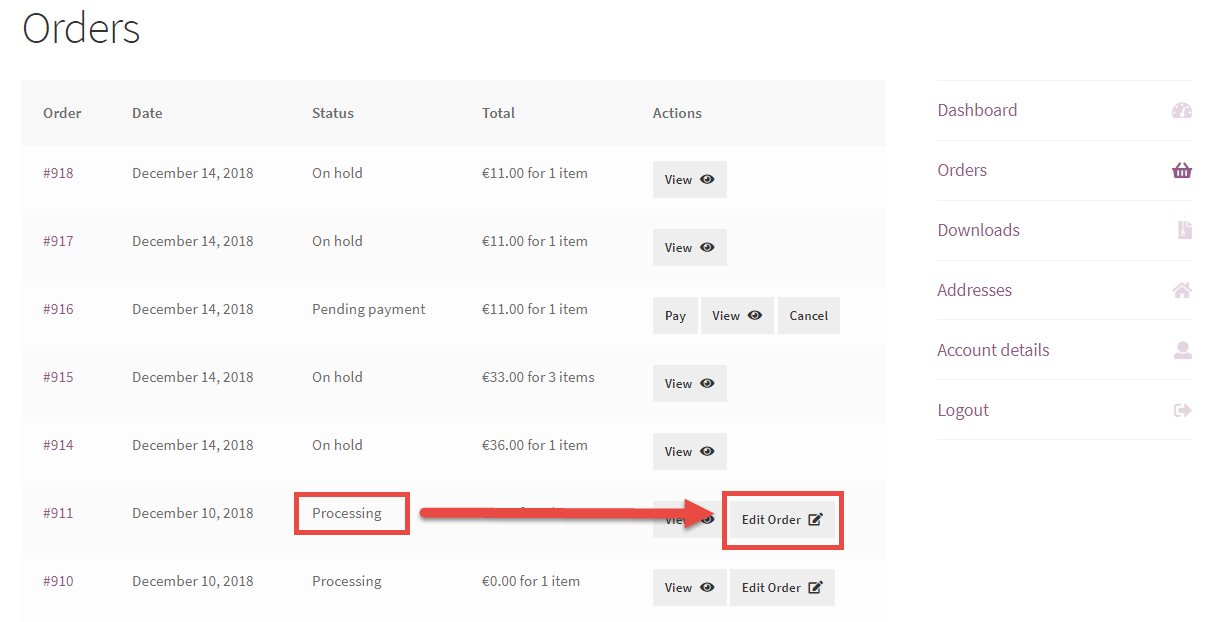 Orders
Order Date Status Total Actions
#918 December 14, 2018 On hold €11.00 for 1 item View
#917 December 14, 2018 On hold €11.00 for 1 item View
#916 December 14, 2018 Pending payment €11.00 for 1 item Pay View Cancel
#915 December 14, 2018 On hold €33.00 for 3 items View
#914 December 14, 2018 On hold €36.00 for 1 item View
#911 December 10, 2018 Processing View Edit Order
#910 December 10, 2018 Processing €0.00 for 1 item View Edit Order
Dashboard
Orders
Downloads
Addresses
Account details
Logout